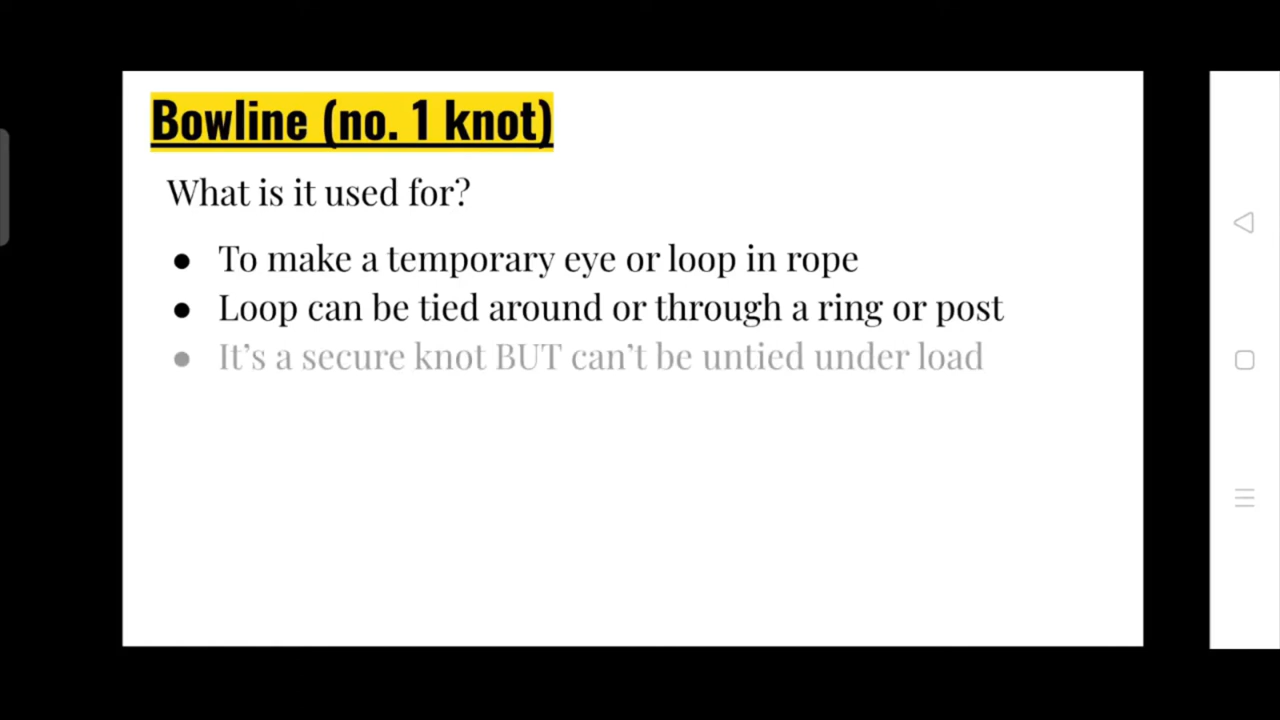 Bowline (no. 1 knot)
What is it used for?
● To make a temporary eye or loop in rope
● Loop can be tied around or through a ring or post
● It’s a secure knot BUT can’t be untied under load